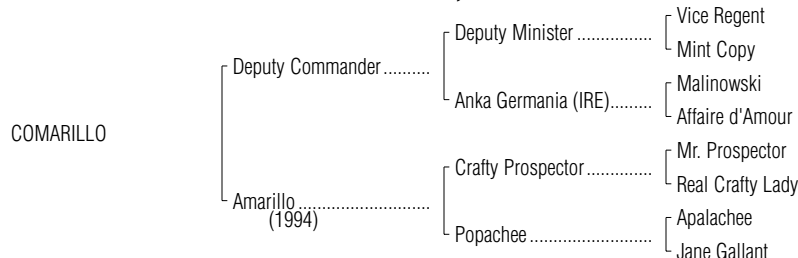 Vice Regent
Deputy Minister ................
Mint Copy
Deputy Commander..........
Malinowski
Anka Germania (IRE).........
Affaire d'Amour
COMARILLO
Mr. Prospector
Crafty Prospector..............
Real Crafty Lady
Amarillo ............................
(1994)
Apalachee
Popachee...........................
Jane Gallant